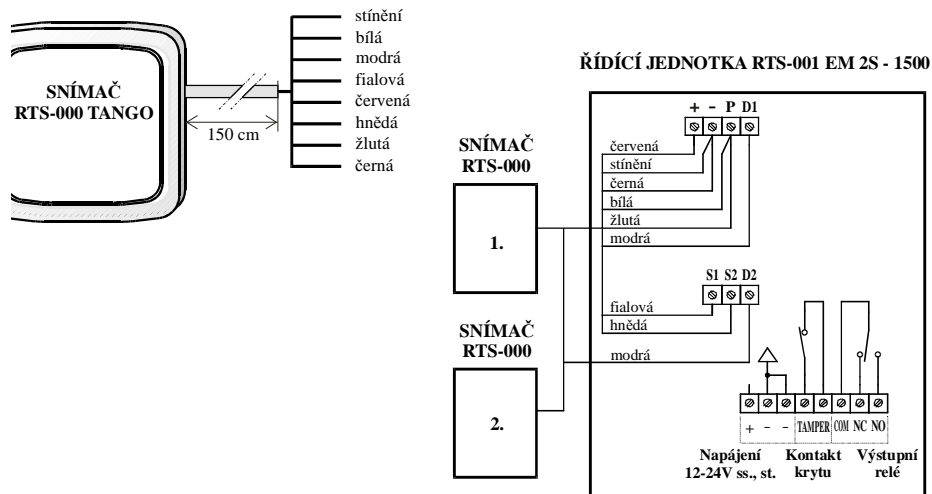 stínění
bílá
modrá
fialová
červená
hnědá
žlutá
černá
SNÍMAČ
RTS-000 TANGO
150 cm
ŘÍDÍCÍ JEDNOTKA RTS-001 EM 2S - 1500
+ - P D1
SNÍMAČ
RTS-000
1.
červená
stínění
černá
bílá
žlutá
modrá
S1 S2 D2
fialová
hnědá
modrá
SNÍMAČ
RTS-000
2.
+ - - TAMPER COM NC NO
Napájení
12-24V ss., st.
Kontakt
krytu
Výstupní
relé